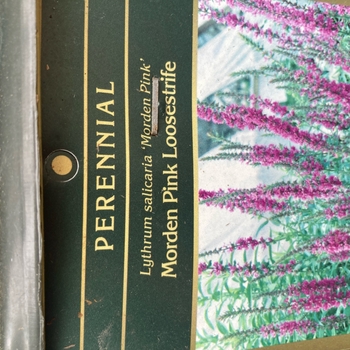 PERENNIAL
Lythrum salicaria 'Morden Pink'
Morden Pink Loosestrife